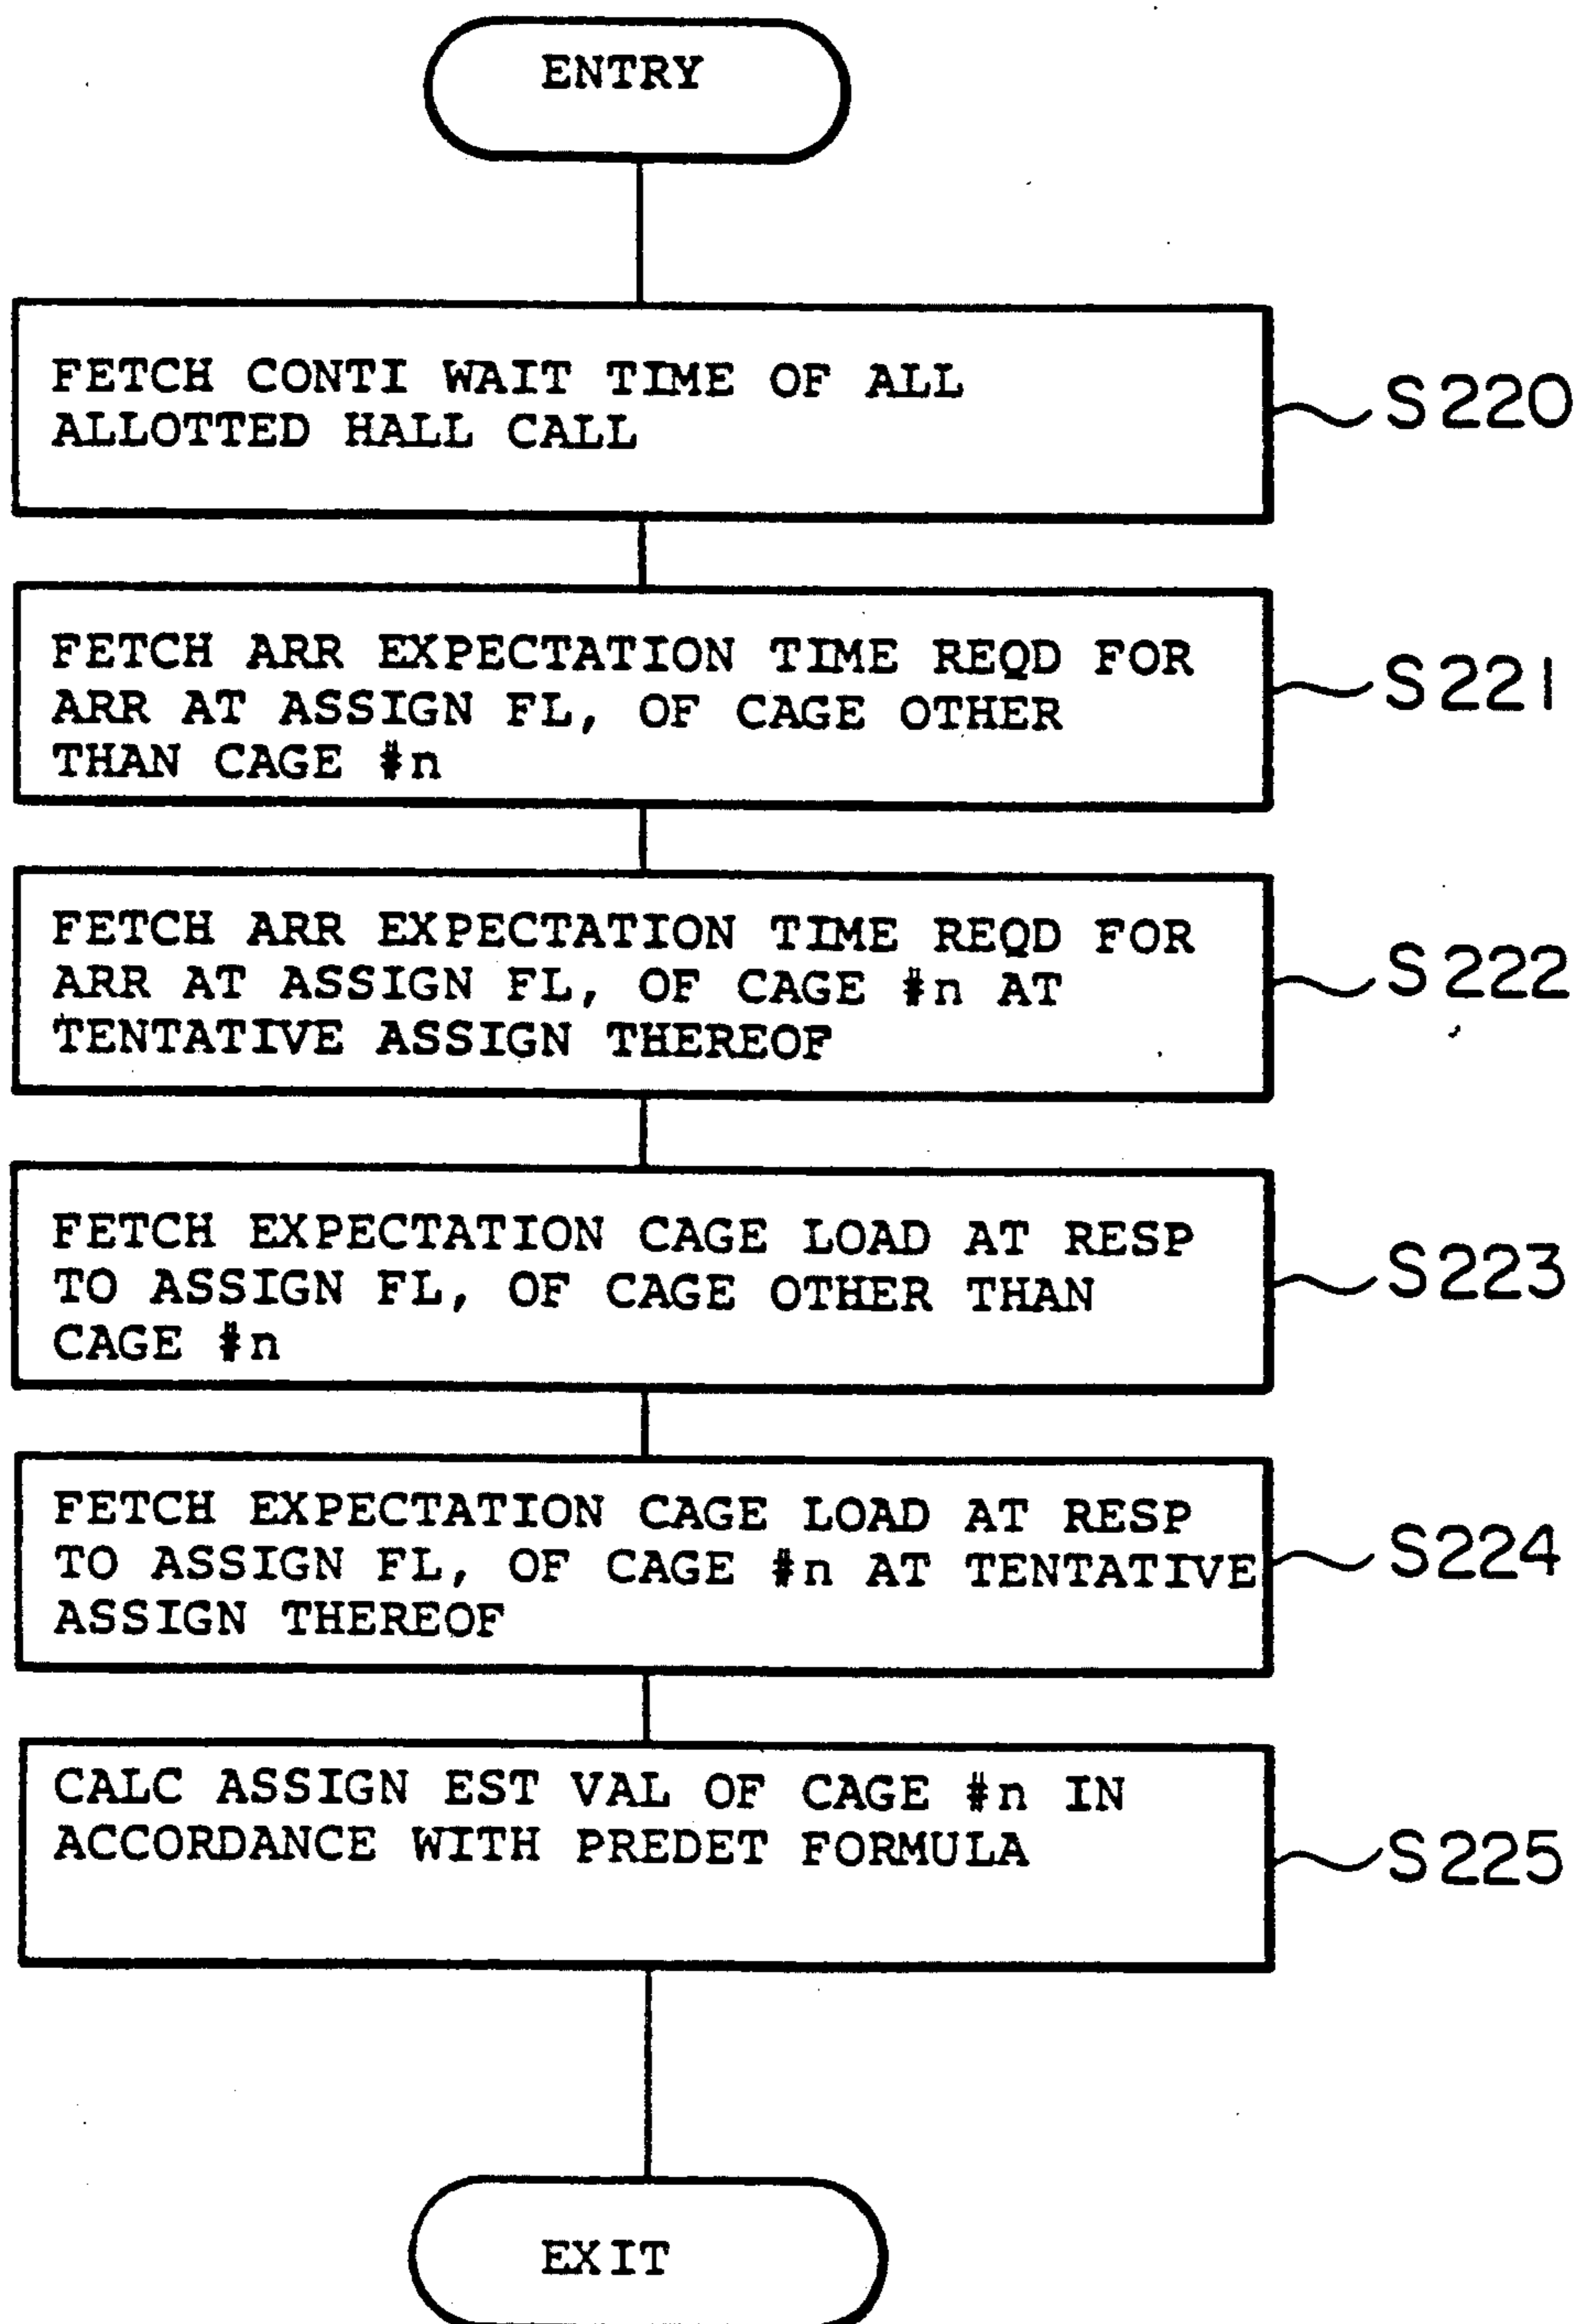 ENTRY
FETCH CONTI WAIT TIME OF ALL
ALLOTTED HALL CALL
S220
FETCH ARR EXPECTATION TIME REQD FOR
ARR AT ASSIGN FL, OF CAGE OTHER
THAN CAGE #n
S221
FETCH ARR EXPECTATION TIME REQD FOR
ARR AT ASSIGN FL, OF CAGE #n AT
TENTATIVE ASSIGN THEREOF
S222
FETCH EXPECTATION CAGE LOAD AT RESP
TO ASSIGN FL, OF CAGE OTHER THAN
CAGE #n
S223
FETCH EXPECTATION CAGE LOAD AT RESP
TO ASSIGN FL, OF CAGE #n AT TENTATIVE
ASSIGN THEREOF
S224
CALC ASSIGN EST VAL OF CAGE #n IN
ACCORDANCE WITH PREDET FORMULA
S225
EXIT